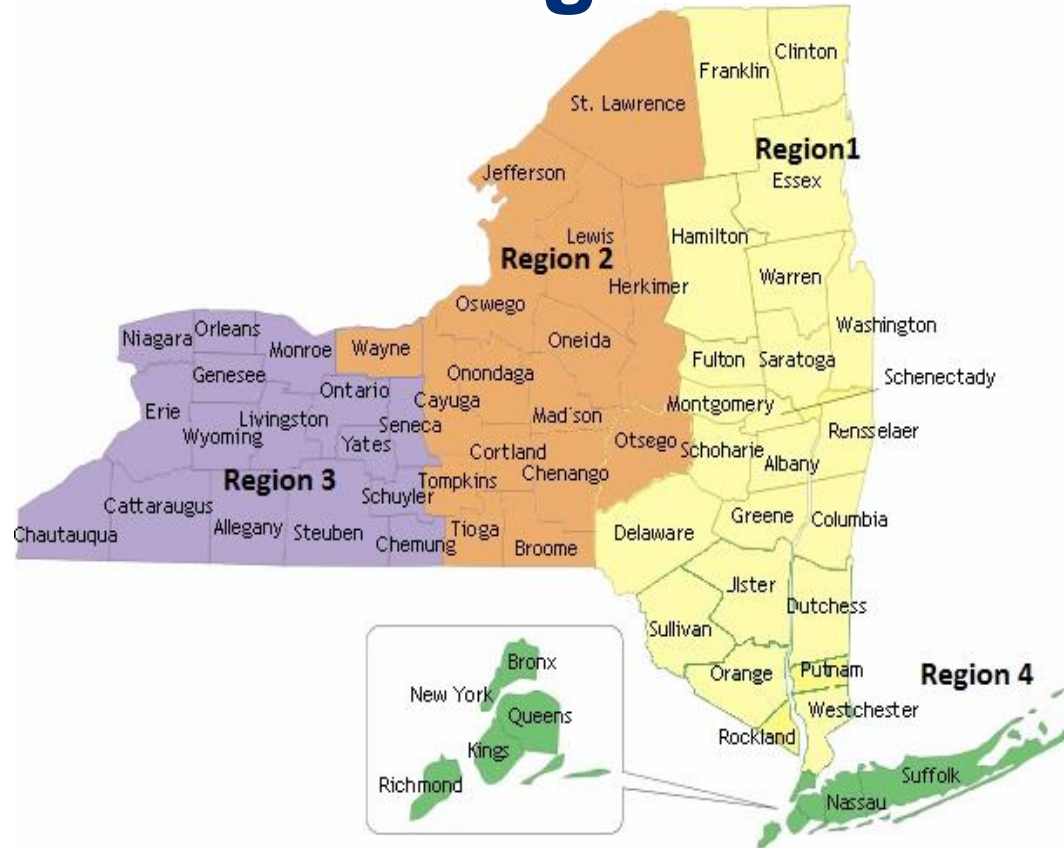 g
Clinton
Franklin
St. Lawrence
Region1
Jefferson
Essex
Lewis
Hamilton
Region 2
Warren
Herkimer
Oswego
Washington
Niagara
Orleans
Oneida
Monroe
Wayne
Fulton
Saratoga
Genesee
Onondaga
Schenectady
Ontario
Cayuga
Montgomery
Erie
Livingston
Mad'son
Seneca
Wyoming
Rensselaer
Yates
Otsego
Cortland
Schoharie
Albany
Region 3
Tompkins
Chenango
Schuyler
Cattaraugus
Greene
Columbia
Chautauqua
Allegany
Steuben
Tioga
Delaware
Chemung
Broome
Jlster
Dutchess
Sullivan
Bronx
Orange
Putnam
Region 4
New York
Queens
Westchester
Rockland
Kings
Richmond
Suffolk
Nassau